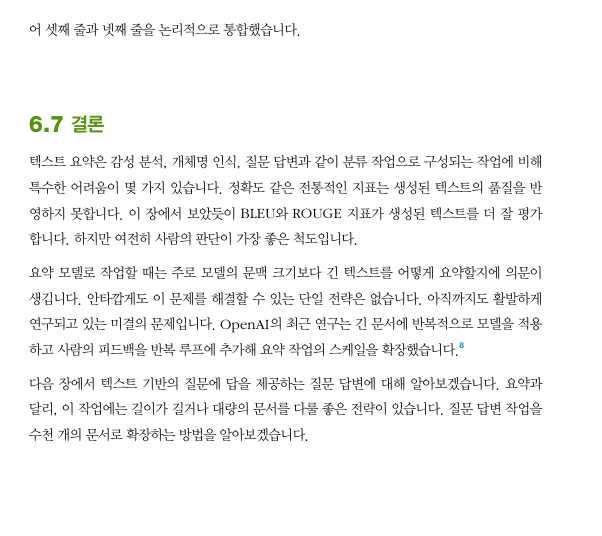 어 셋째 줄과 넷째 줄을 논리적으로 통합했습니다.
6.7 결론
텍스트 요약은 감성 분석, 개체명 인식, 질문 답변과 같이 분류 작업으로 구성되는 작업에 비해
특수한 어려움이 몇 가지 있습니다. 정확도 같은 전통적인 지표는 생성된 텍스트의 품질을 반
영하지 못합니다. 이 장에서 보았듯이 BLEU와 ROUGE 지표가 생성된 텍스트를 더 잘 평가
합니다. 하지만 여전히 사람의 판단이 가장 좋은 척도입니다.
요약 모델로 작업할 때는 주로 모델의 문맥 크기보다 긴 텍스트를 어떻게 요약할지에 의문이
생깁니다. 안타깝게도 이 문제를 해결할 수 있는 단일 전략은 없습니다. 아직까지도 활발하게
연구되고 있는 미결의 문제입니다. OpenAI의 최근 연구는 긴 문서에 반복적으로 모델을 적용
하고 사람의 피드백을 반복 루프에 추가해 요약 작업의 스케일을 확장했습니다.8
다음 장에서 텍스트 기반의 질문에 답을 제공하는 질문 답변에 대해 알아보겠습니다. 요약과
달리, 이 작업에는 길이가 길거나 대량의 문서를 다룰 좋은 전략이 있습니다. 질문 답변 작업을
수천 개의 문서로 확장하는 방법을 알아보겠습니다.